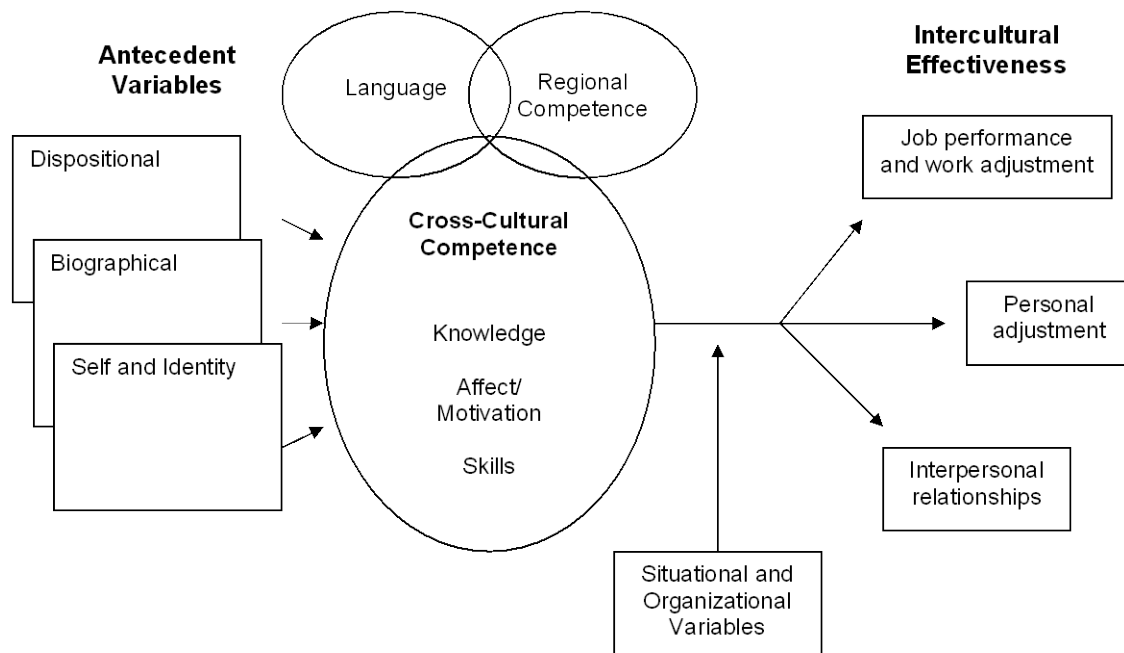 Antecedent
Variables
Dispositional
Biographical
Self and Identity
Language
Regional
Competence
Cross-Cultural
Competence
Knowledge
Affect/
Motivation
Skills
Situational and
Organizational
Variables
Intercultural
Effectiveness
Job performance
and work adjustment
Personal
adjustment
Interpersonal
relationships